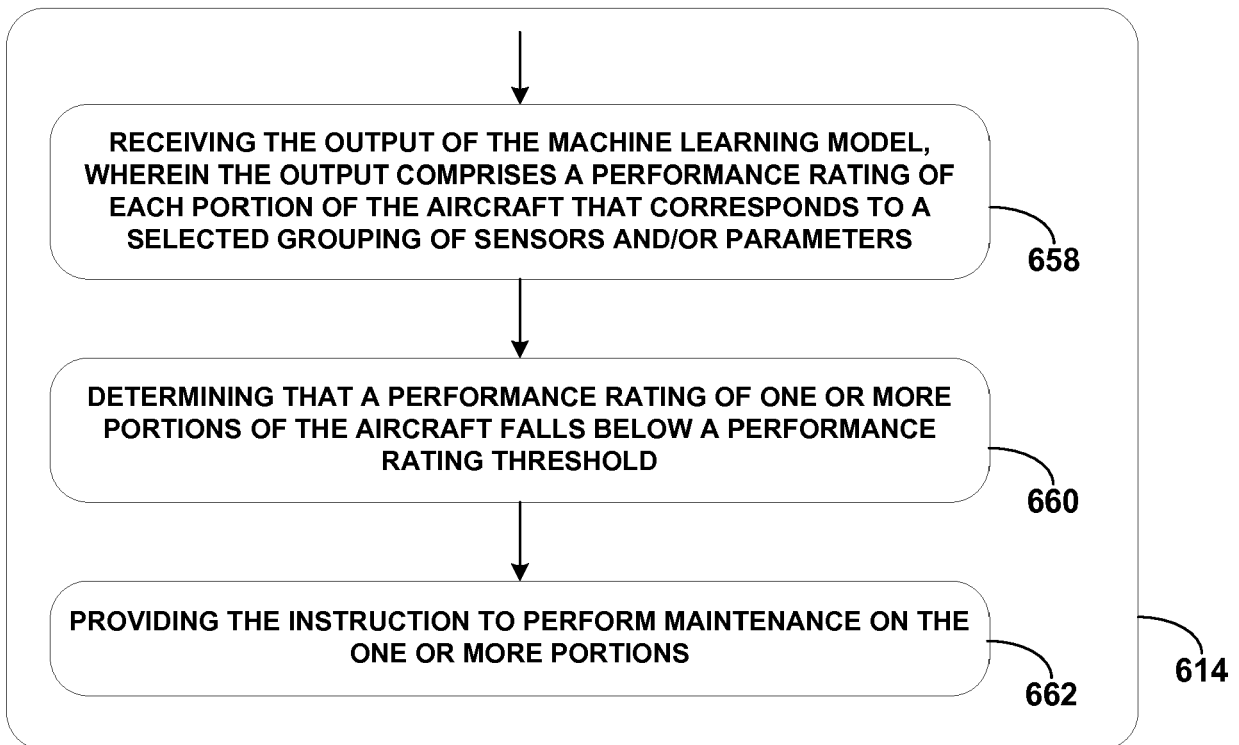 RECEIVING THE OUTPUT OF THE MACHINE LEARNING MODEL,
WHEREIN THE OUTPUT COMPRISES A PERFORMANCE RATING OF
EACH PORTION OF THE AIRCRAFT THAT CORRESPONDS TO A
SELECTED GROUPING OF SENSORS AND/OR PARAMETERS
658
DETERMINING THAT A PERFORMANCE RATING OF ONE OR MORE
PORTIONS OF THE AIRCRAFT FALLS BELOW A PERFORMANCE
RATING THRESHOLD
660
PROVIDING THE INSTRUCTION TO PERFORM MAINTENANCE ON THE
ONE OR MORE PORTIONS
662
614